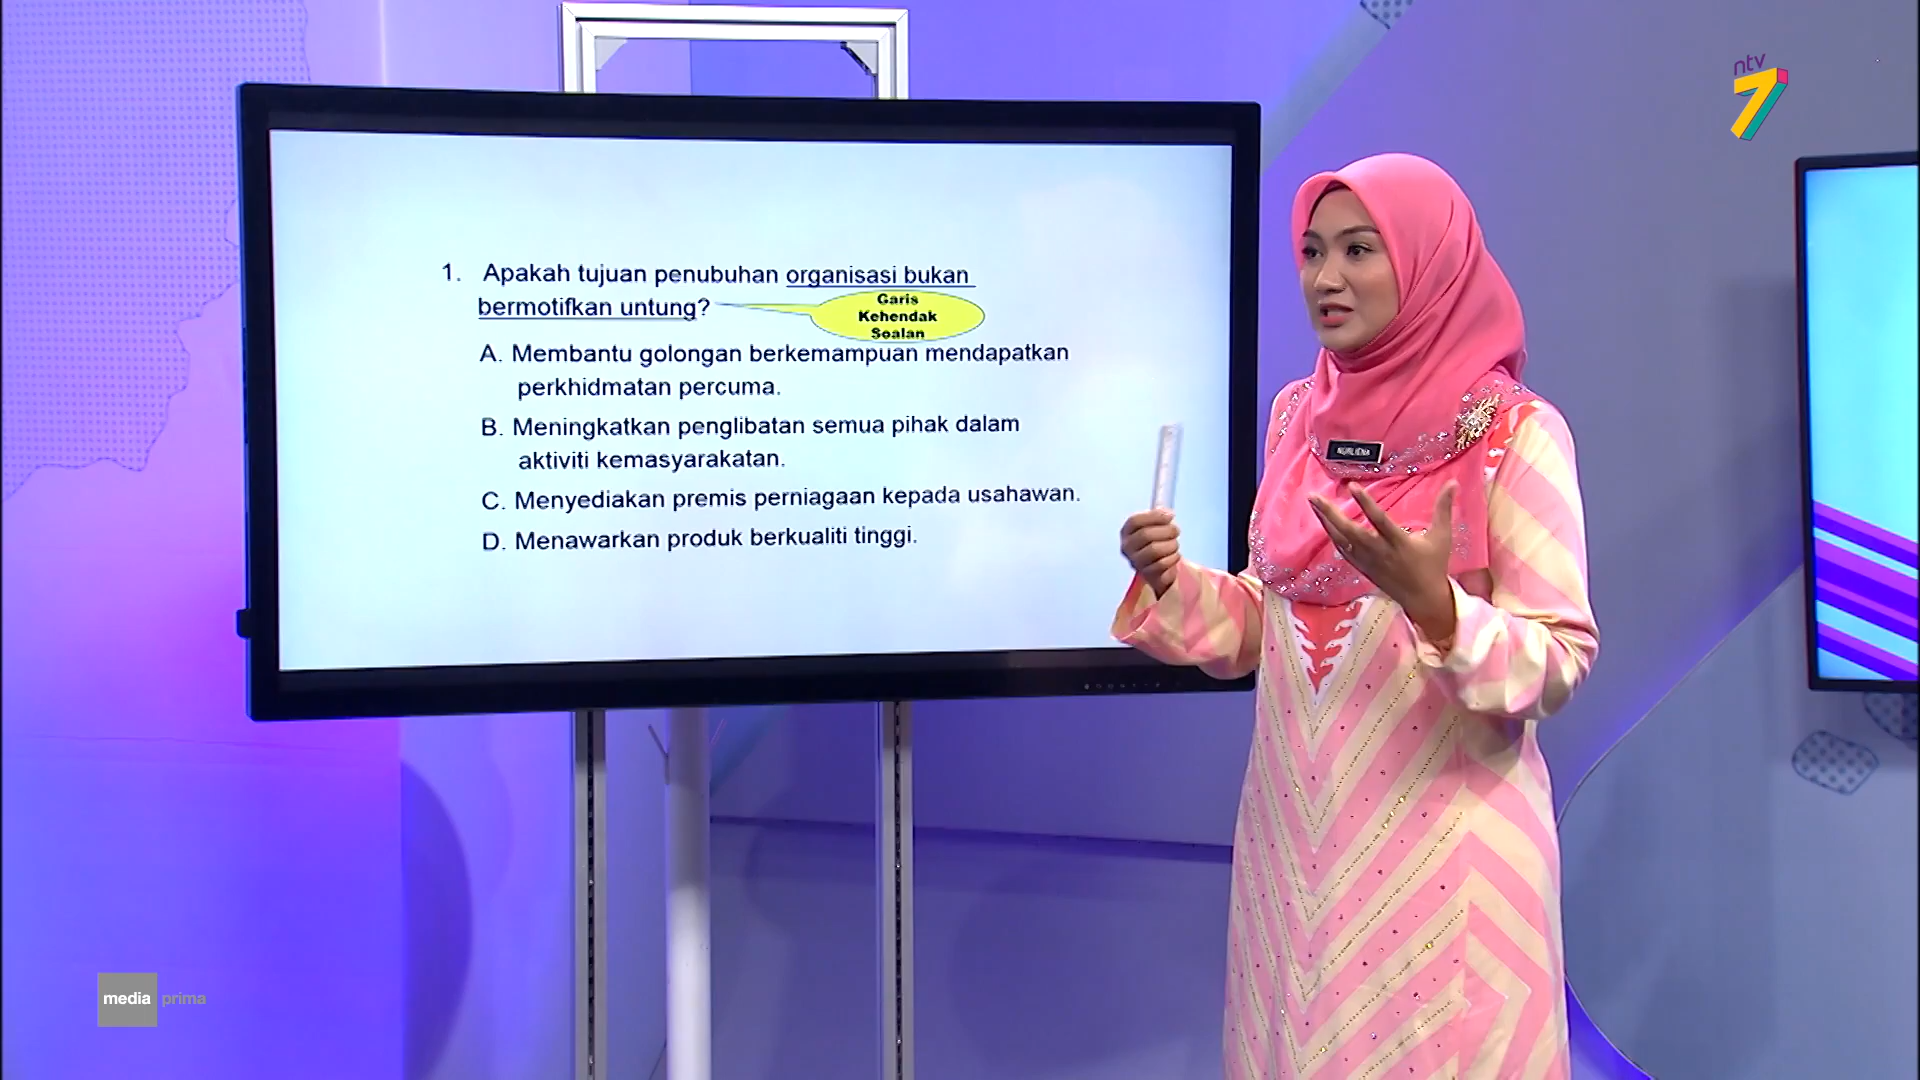 ntv
7
1. Apakah tujuan penubuhan organisasi bukan
bermotifkan untung?
Garis
Kehendak
Soalan
A. Membantu golongan berkemampuan mendapatkan
perkhidmatan percuma.
B. Meningkatkan penglibatan semua pihak dalam
aktiviti kemasyarakatan.
C. Menyediakan premis perniagaan kepada usahawan.
D. Menawarkan produk berkualiti tinggi.
media prima